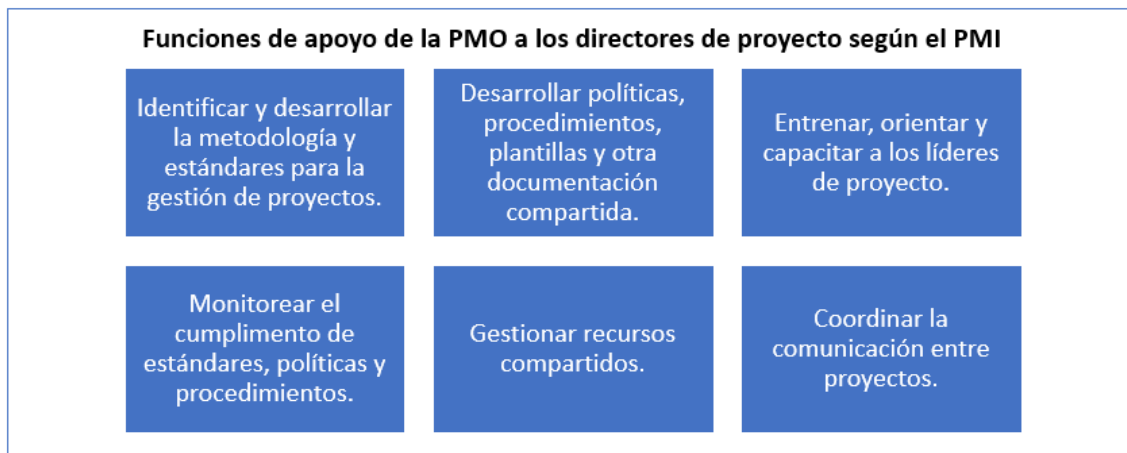 Funciones de apoyo de la PMO a los directores de proyecto según el PMI
Identificar y desarrollar
la metodología y
estándares para la
gestión de proyectos.
Desarrollar políticas,
procedimientos,
plantillas y otra
documentación
compartida.
Entrenar, orientar y
capacitar a los líderes
de proyecto.
Monitorear el
cumplimento de
estándares, políticas y
procedimientos.
Gestionar recursos
compartidos.
Coordinar la
comunicación entre
proyectos.